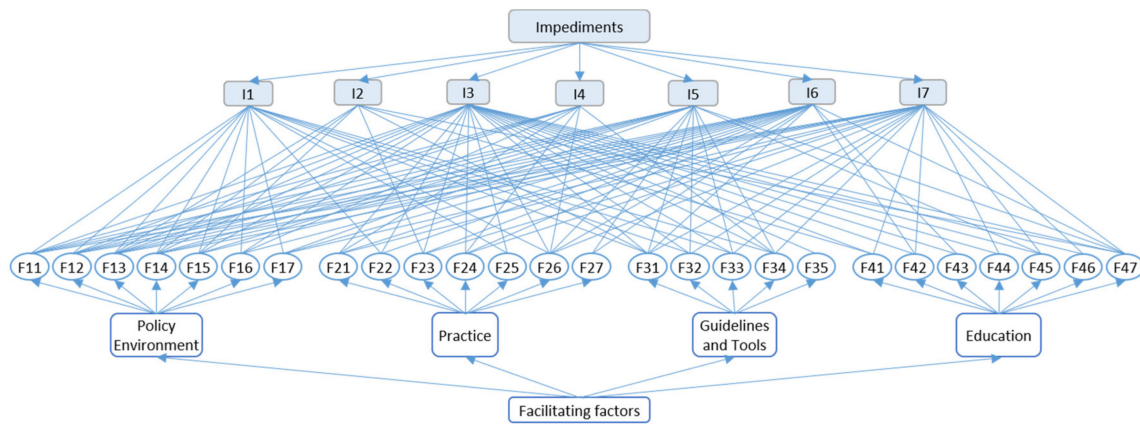 Impediments
I1 I2 I3 I4 I5 I6 I7
F11 F12 F13 F14 F15 F16 F17 F21 F22 F23 F24 F25 F26 F27 F31 F32 F33 F34 F35 F41 F42 F43 F44 F45 F46 F47
Policy
Environment
Practice
Guidelines
and Tools
Education
Facilitating factors